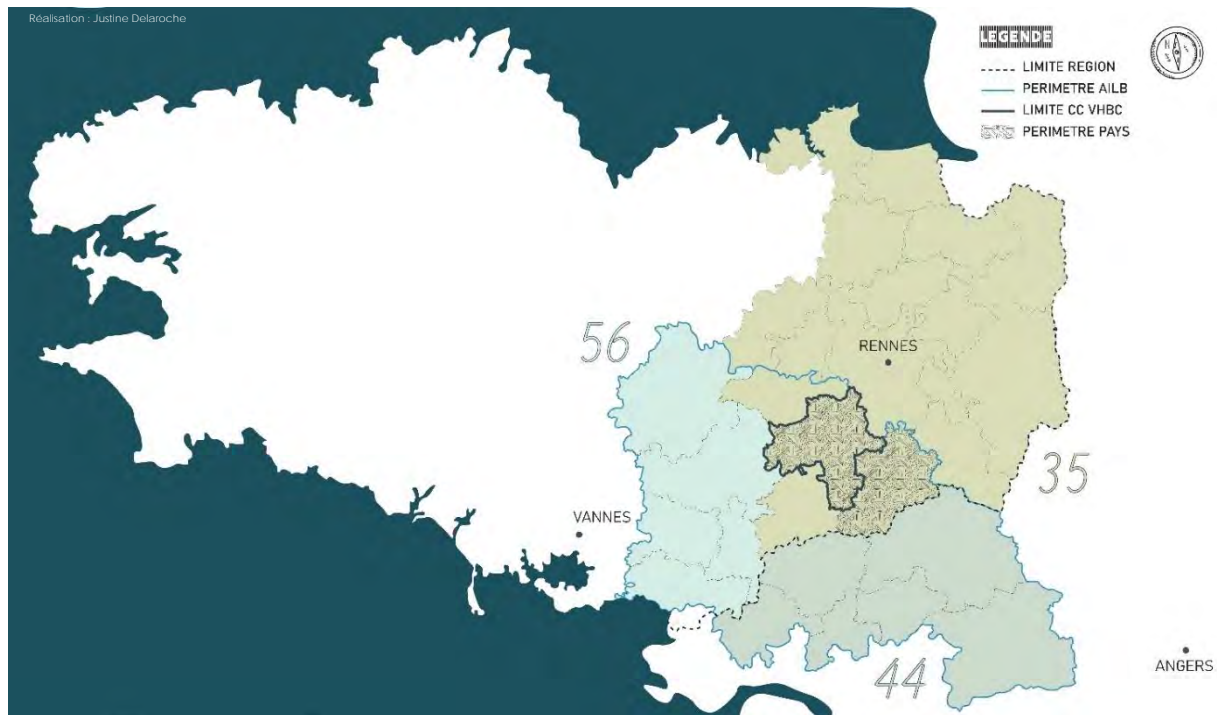 Réalisation : Justine Delaroche
LEGENDE
N
LIMITE REGION
PERIMETRE AILB
LIMITE CC VHBC
PERIMETRE PAYS
56
RENNES
35
VANNES
44
ANGERS